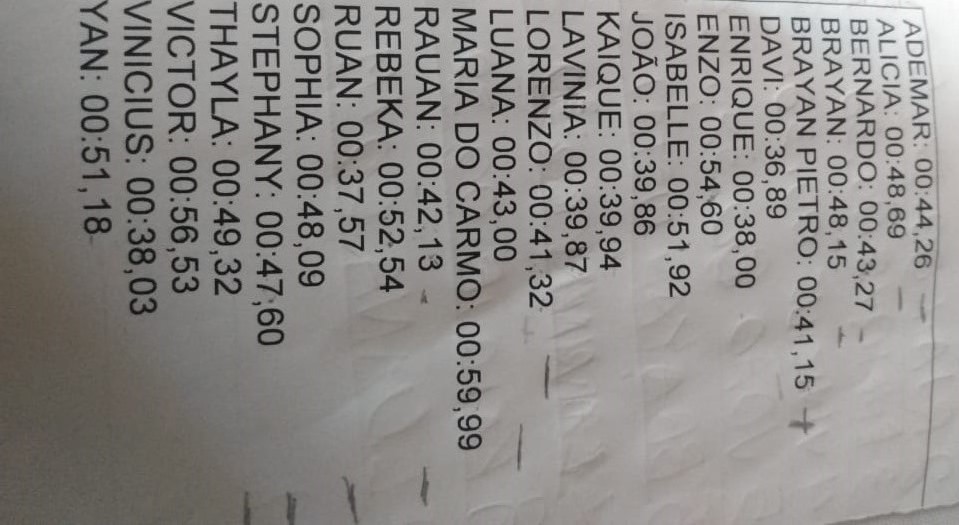 ADEMAR: 00:44,26
ALICIA: 00:48,69
BERNARDO: 00:43,27
BRAYAN: 00:48,15
BRAYAN PIETRO: 00:41,15
DAVI: 00:36,89
ENRIQUE: 00:38,00
ENZO: 00:54,60
ISABELLE: 00:51,92
JOÃO: 00:39,86
KAIQUE: 00:39,94
LAVINIA: 00:39,87
LORENZO: 00:41,32
LUANA: 00:43,00
MARIA DO CARMO: 00:59,99
RAUAN: 00:42,13
REBEKA: 00:52,54
RUAN: 00:37,57
SOPHIA: 00:48,09
STEPHANY: 00:47,60
THAYLA: 00:49,32
VICTOR: 00:56,53
VINICIUS: 00:38,03
YAN: 00:51,18